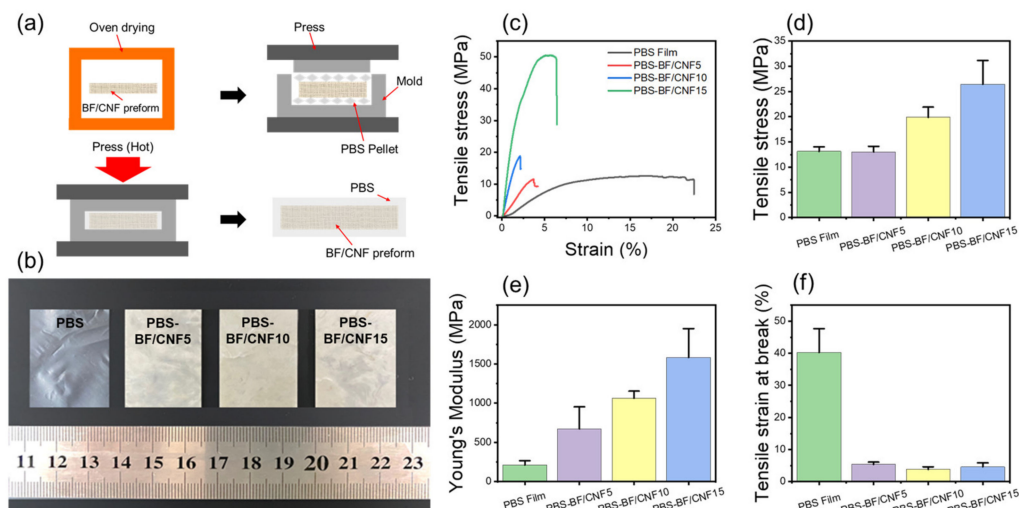 (a)
Oven drying
BF/CNF preform
Press
Mold
PBS Pellet
Press (Hot)
PBS
BF/CNF preform
(b)
PBS
PBS-
BF/CNF5
PBS-
BF/CNF10
PBS-
BF/CNF15
11 12 13 14 15 16 17 18 19 20 21 22 23
(c)
Tensile stress (MPa)
60
50
40
30
20
10
0
PBS Film
PBS-BF/CNF5
PBS-BF/CNF10
PBS-BF/CNF15
0 5 10 15 20 25
Strain (%)
(d)
Tensile stress (MPa)
35
30
25
20
15
10
5
0
PBS Film
PBS-BF/CNF5
PBS-BF/CNF10
PBS-BF/CNF15
(e)
Young's Modulus (MPa)
2000
1500
1000
500
0
PBS Film
PBS-BF/CNF5
PBS-BF/CNF10
PBS-BF/CNF15
(f)
Tensile strain at break (%)
50
40
30
20
10
0
PBS Film
PBS-BF/CNF5
PBS-BF/CNF10
PBS-BF/CNF15